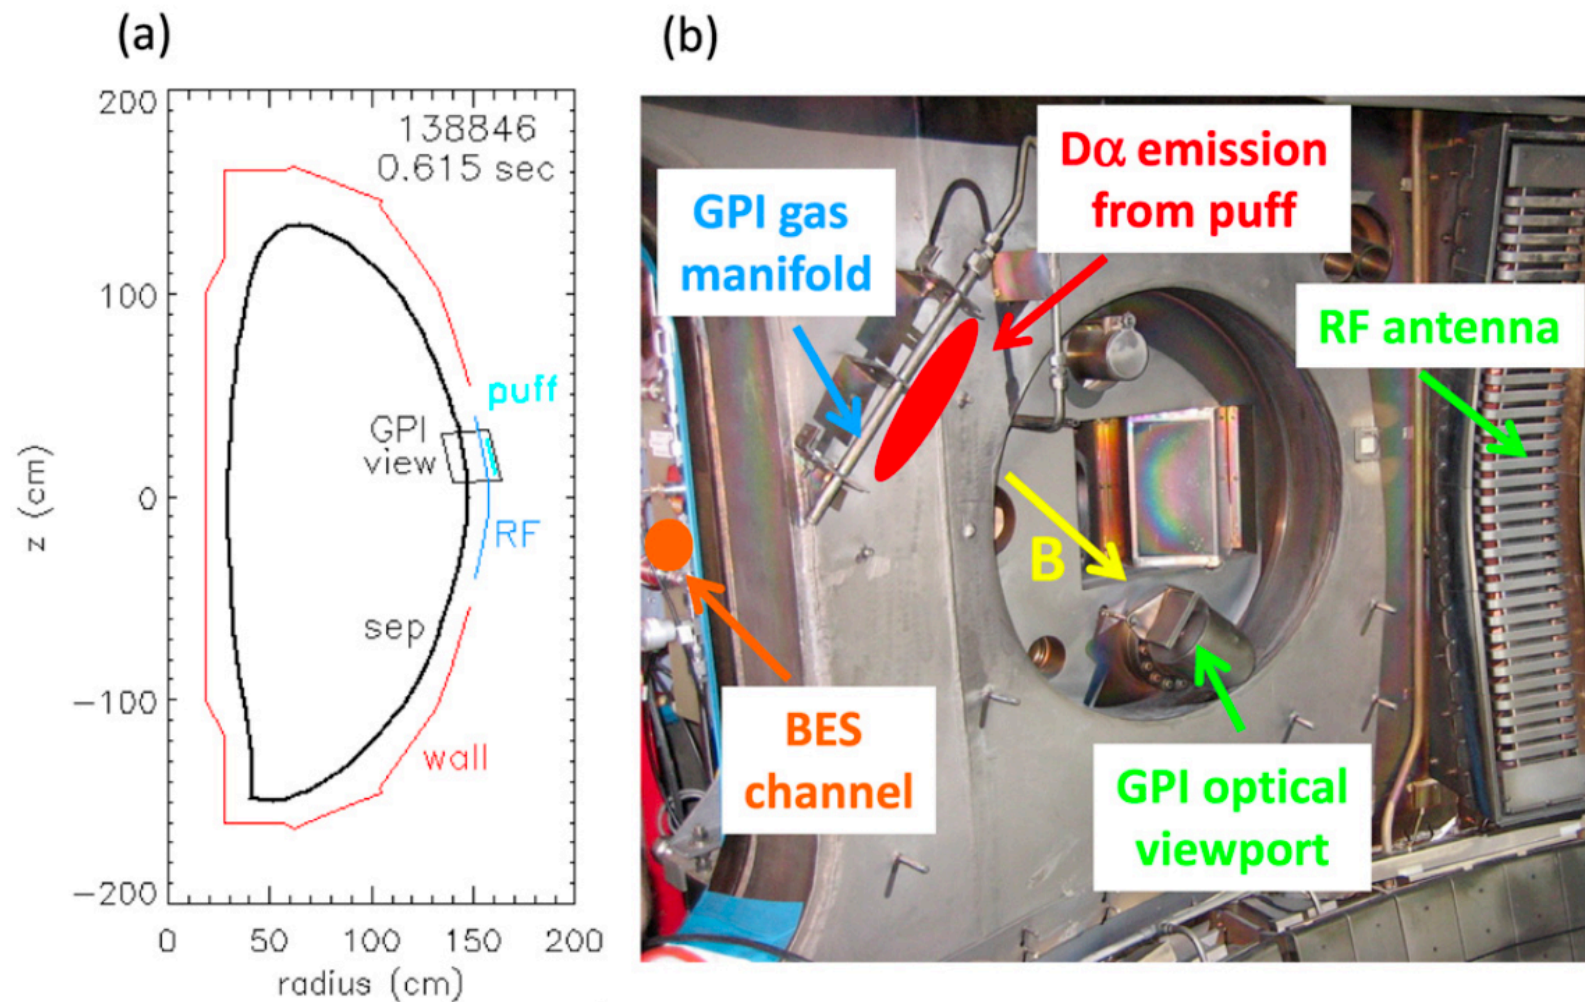 (a)
200
138846
0.615 sec
100
puff
GPI
view
z (cm)
0
RF
sep
-100
wall
-200
0
50
100
150
200
radius (cm)
(b)
Dα emission
from puff
GPI gas
manifold
RF antenna
B
BES
channel
GPI optical
viewport